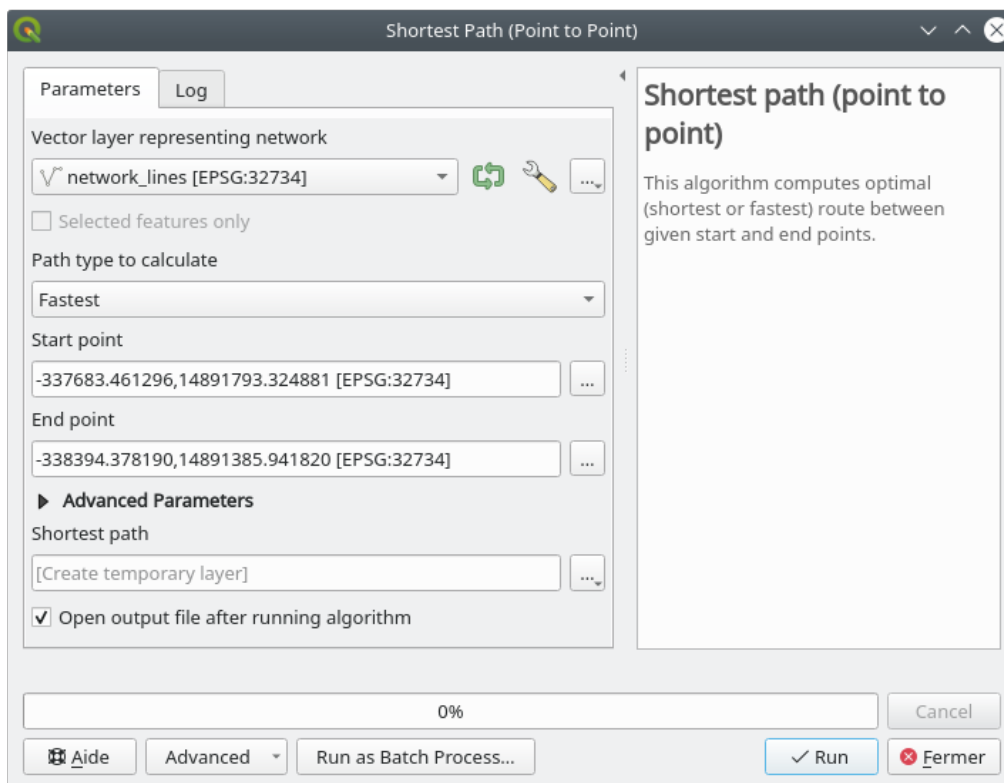 Shortest Path (Point to Point)
Parameters
Log
Vector layer representing network
network_lines [EPSG:32734]
...
Selected features only
Path type to calculate
Fastest
Start point
-337683.461296,14891793.324881 [EPSG:32734]
...
End point
-338394.378190,14891385.941820 [EPSG:32734]
...
Advanced Parameters
Shortest path
[Create temporary layer]
...
Open output file after running algorithm
Shortest path (point to
point)
This algorithm computes optimal
(shortest or fastest) route between
given start and end points.
0%
Cancel
Aide
Advanced
Run as Batch Process...
Run
Fermer